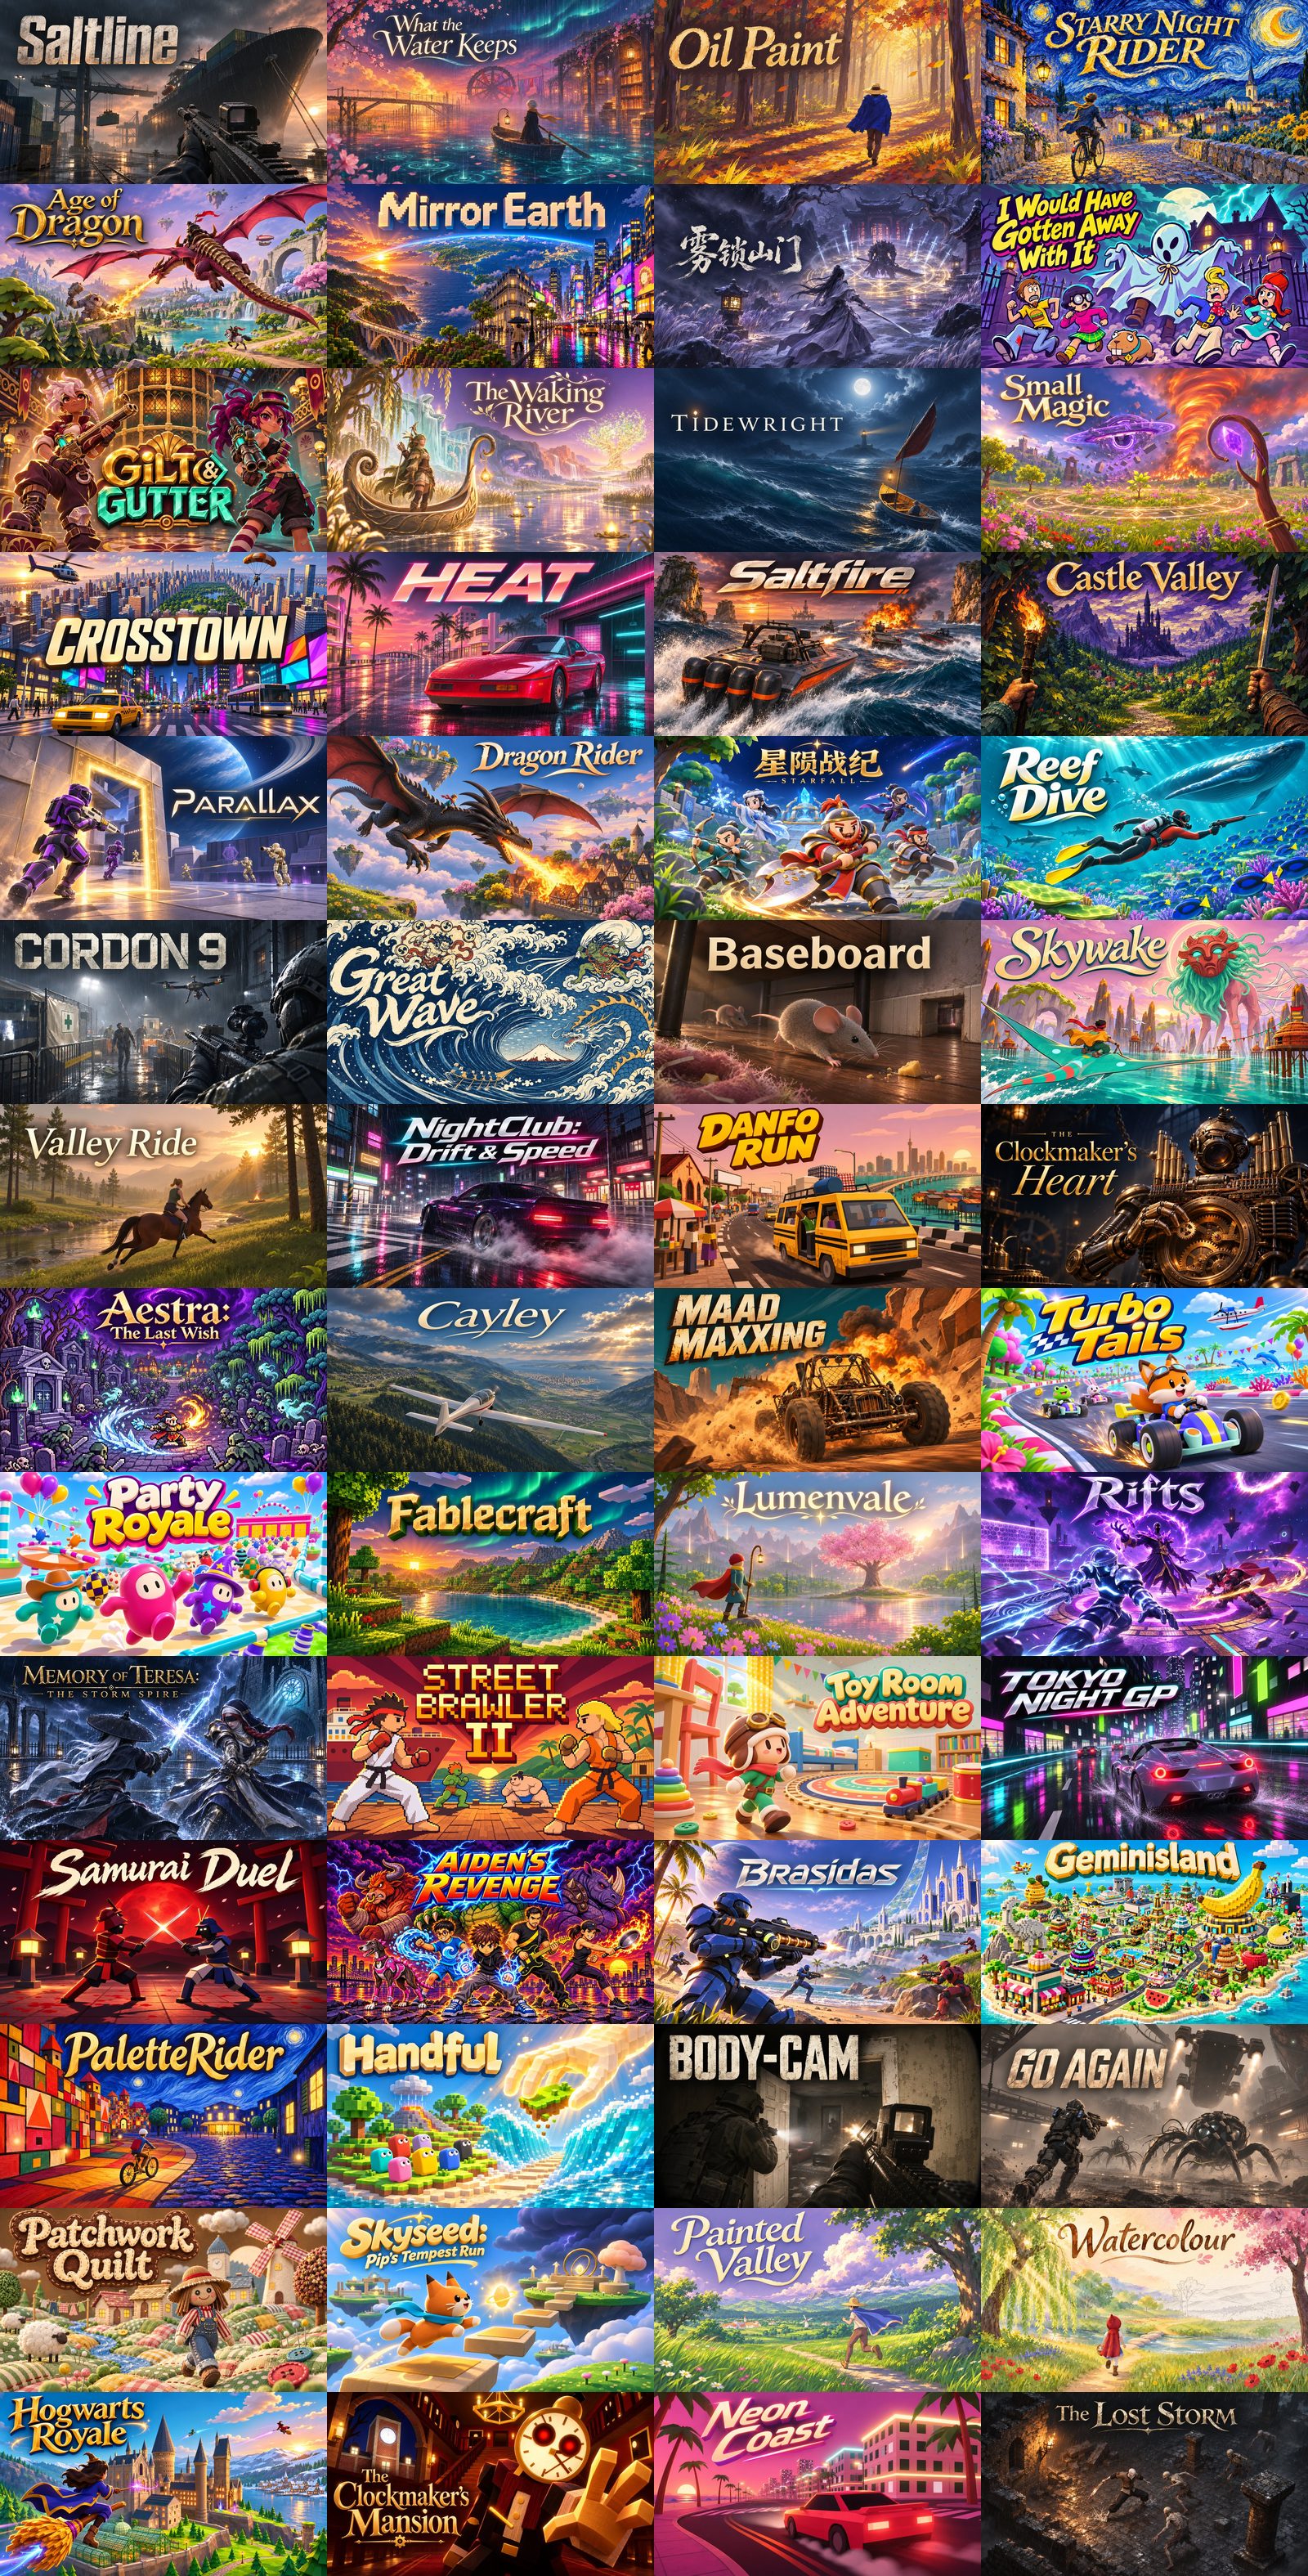 Saltline
What the
Water Keeps
Oil Paint
STARRY NIGHT
RIDER
Age of
Dragon
Mirror Earth
雾锁山门
I Would Have
Gotten Away
With It
GILT &
GUTTER
The Waking
River
TIDEWRIGHT
Small
Magic
CROSSTOWN
HEAT
Saltfire
Castle Valley
PARALLAX
Dragon Rider
星陨战纪
STARFALL
Reef
Dive
CORDON 9
Great
Wave
Baseboard
Skywake
Valley Ride
NightClub:
Drift & Speed
DANFO
RUN
THE
Clockmaker's
Heart
Aestra:
The Last Wish
Cayley
MAAD
MAXXING
Turbo
Tails
Party
Royale
Fablecraft
Lumenvale
Rifts
MEMORY OF TERESA:
THE STORM SPIRE
STREET
BRAWLER
II
Toy Room
Adventure
TOKYO
NIGHT GP
Samurai Duel
AIDEN'S
REVENGE
Brasidas
Geminisland
PaletteRider
Handful
BODY-CAM
GO AGAIN
Patchwork
Quilt
Skyseed:
Pip's Tempest Run
Painted
Valley
Watercolour
Hogwarts
Royale
The
Clockmaker's
Mansion
Neon
Coast
The Lost Storm